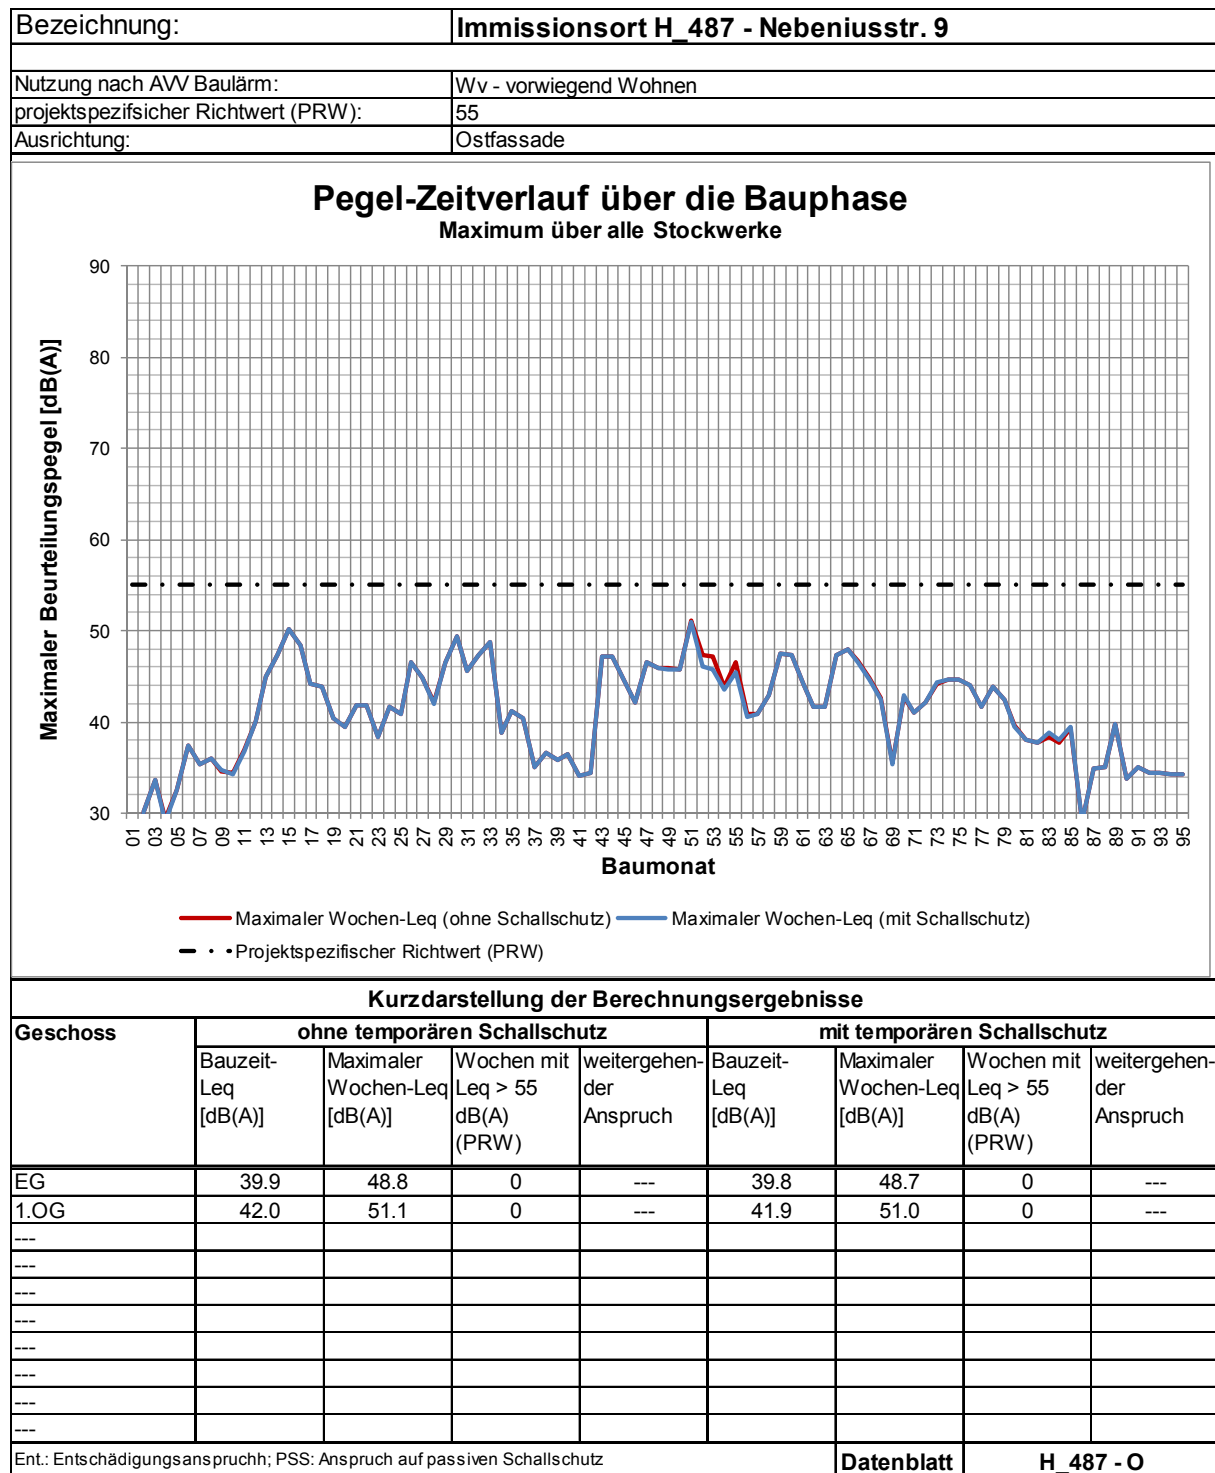 Bezeichnung: Immissionsort H_487 - Nebeniusstr. 9
Nutzung nach AVV Baulärm: Wv - vorwiegend Wohnen
projektspezifsicher Richtwert (PRW): 55
Ausrichtung: Ostfassade
Pegel-Zeitverlauf über die Bauphase
Maximum über alle Stockwerke
Maximaler Beurteilungspegel [dB(A)]
90
80
70
60
50
40
30
01 03 05 07 09 11 13 15 17 19 21 23 25 27 29 31 33 35 37 39 41 43 45 47 49 51 53 55 57 59 61 63 65 67 69 71 73 75 77 79 81 83 85 87 89 91 93 95
Baumonat
Maximaler Wochen-Leq (ohne Schallschutz) Maximaler Wochen-Leq (mit Schallschutz)
Projektspezifischer Richtwert (PRW)
Kurzdarstellung der Berechnungsergebnisse
Geschoss ohne temporären Schallschutz mit temporären Schallschutz
Bauzeit- Maximaler Wochen mit weitergehen- Bauzeit- Maximaler Wochen mit weitergehen-
Leq Wochen-Leq Leq > 55 der Leq Wochen-Leq Leq > 55 der
[dB(A)] [dB(A)] dB(A) Anspruch [dB(A)] [dB(A)] dB(A) Anspruch
(PRW) (PRW)
EG 39.9 48.8 0 --- 39.8 48.7 0 ---
1.OG 42.0 51.1 0 --- 41.9 51.0 0 ---
---
---
---
---
---
---
---
---
Ent.: Entschädigungsanspruchh; PSS: Anspruch auf passiven Schallschutz Datenblatt H_487 - O